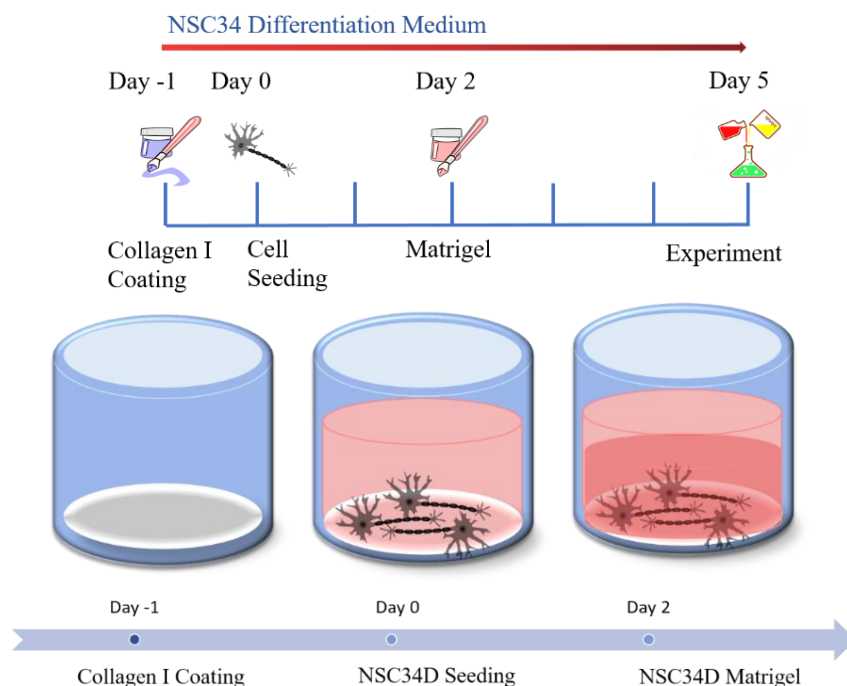 NSC34 Differentiation Medium
Day -1
Day 0
Day 2
Day 5
Collagen I
Coating
Cell
Seeding
Matrigel
Experiment
Day -1
Day 0
Day 2
Collagen I Coating
NSC34D Seeding
NSC34D Matrigel